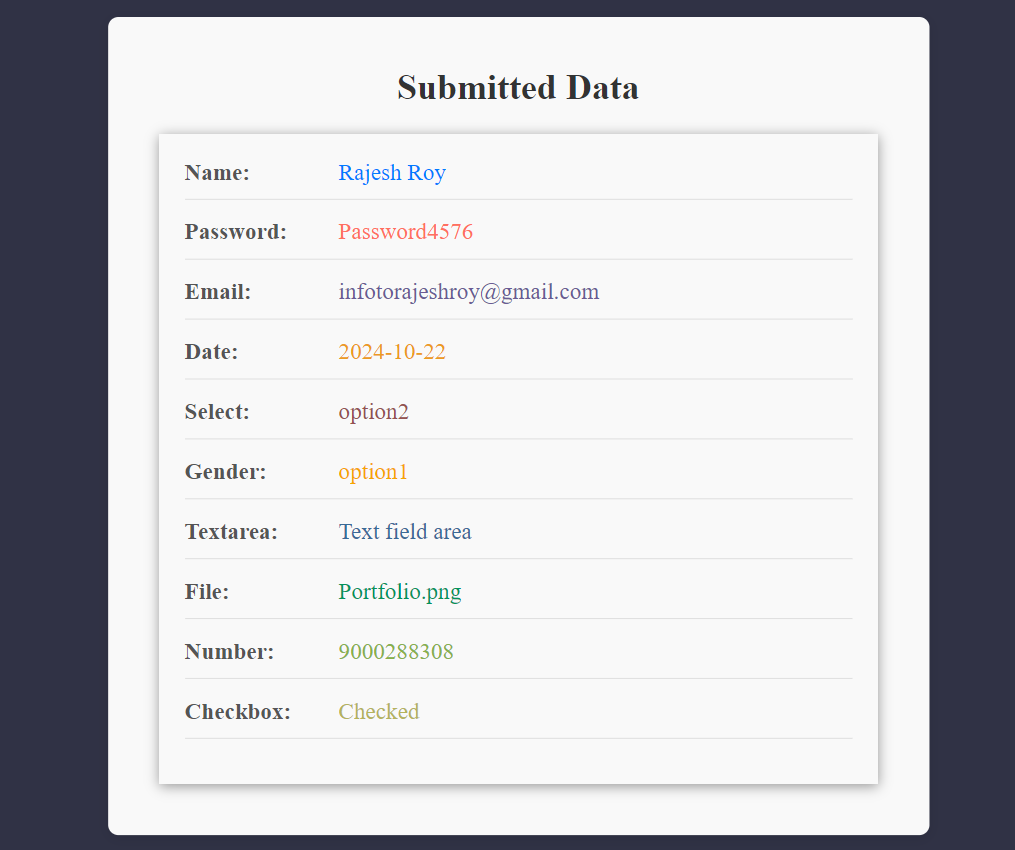 Submitted Data
Name: Rajesh Roy
Password: Password4576
Email: infotorajeshroy@gmail.com
Date: 2024-10-22
Select: option2
Gender: option1
Textarea: Text field area
File: Portfolio.png
Number: 9000288308
Checkbox: Checked